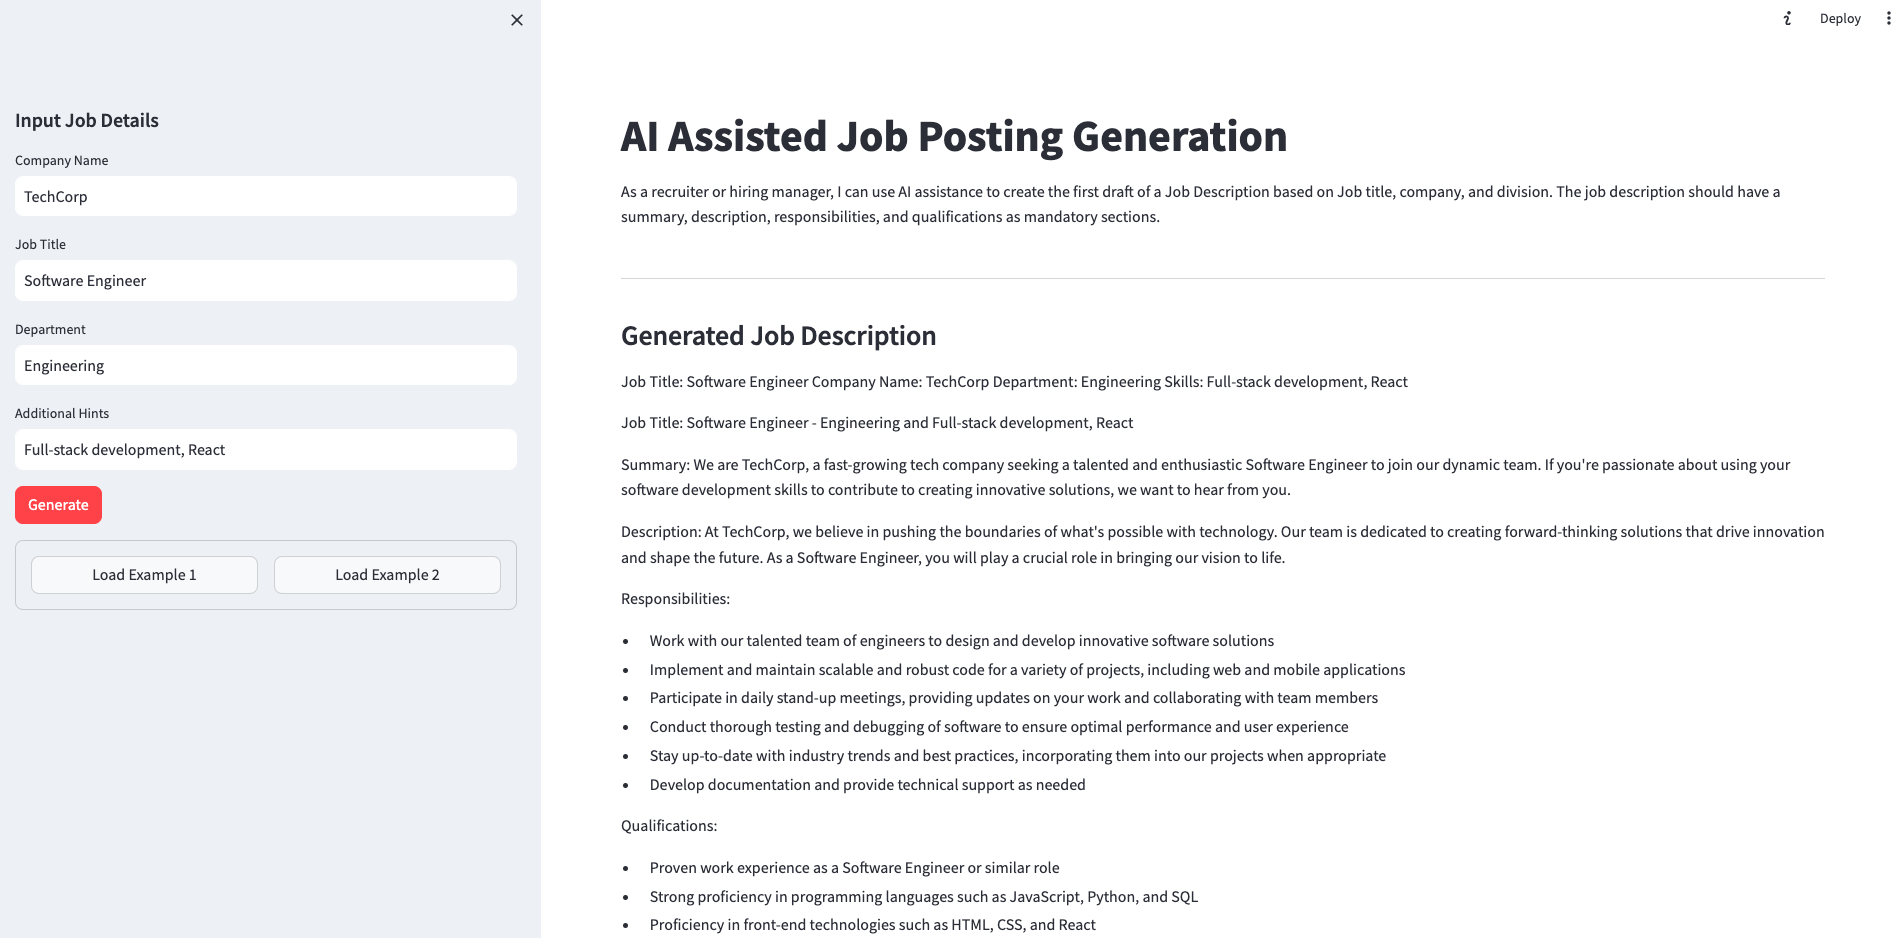 Input Job Details
Company Name
TechCorp
Job Title
Software Engineer
Department
Engineering
Additional Hints
Full-stack development, React
Generate
Load Example 1
Load Example 2
Deploy
AI Assisted Job Posting Generation
As a recruiter or hiring manager, I can use AI assistance to create the first draft of a Job Description based on Job title, company, and division. The job description should have a
summary, description, responsibilities, and qualifications as mandatory sections.
Generated Job Description
Job Title: Software Engineer Company Name: TechCorp Department: Engineering Skills: Full-stack development, React
Job Title: Software Engineer - Engineering and Full-stack development, React
Summary: We are TechCorp, a fast-growing tech company seeking a talented and enthusiastic Software Engineer to join our dynamic team. If you're passionate about using your
software development skills to contribute to creating innovative solutions, we want to hear from you.
Description: At TechCorp, we believe in pushing the boundaries of what's possible with technology. Our team is dedicated to creating forward-thinking solutions that drive innovation
and shape the future. As a Software Engineer, you will play a crucial role in bringing our vision to life.
Responsibilities:
• Work with our talented team of engineers to design and develop innovative software solutions
• Implement and maintain scalable and robust code for a variety of projects, including web and mobile applications
• Participate in daily stand-up meetings, providing updates on your work and collaborating with team members
• Conduct thorough testing and debugging of software to ensure optimal performance and user experience
• Stay up-to-date with industry trends and best practices, incorporating them into our projects when appropriate
• Develop documentation and provide technical support as needed
Qualifications:
• Proven work experience as a Software Engineer or similar role
• Strong proficiency in programming languages such as JavaScript, Python, and SQL
• Proficiency in front-end technologies such as HTML, CSS, and React